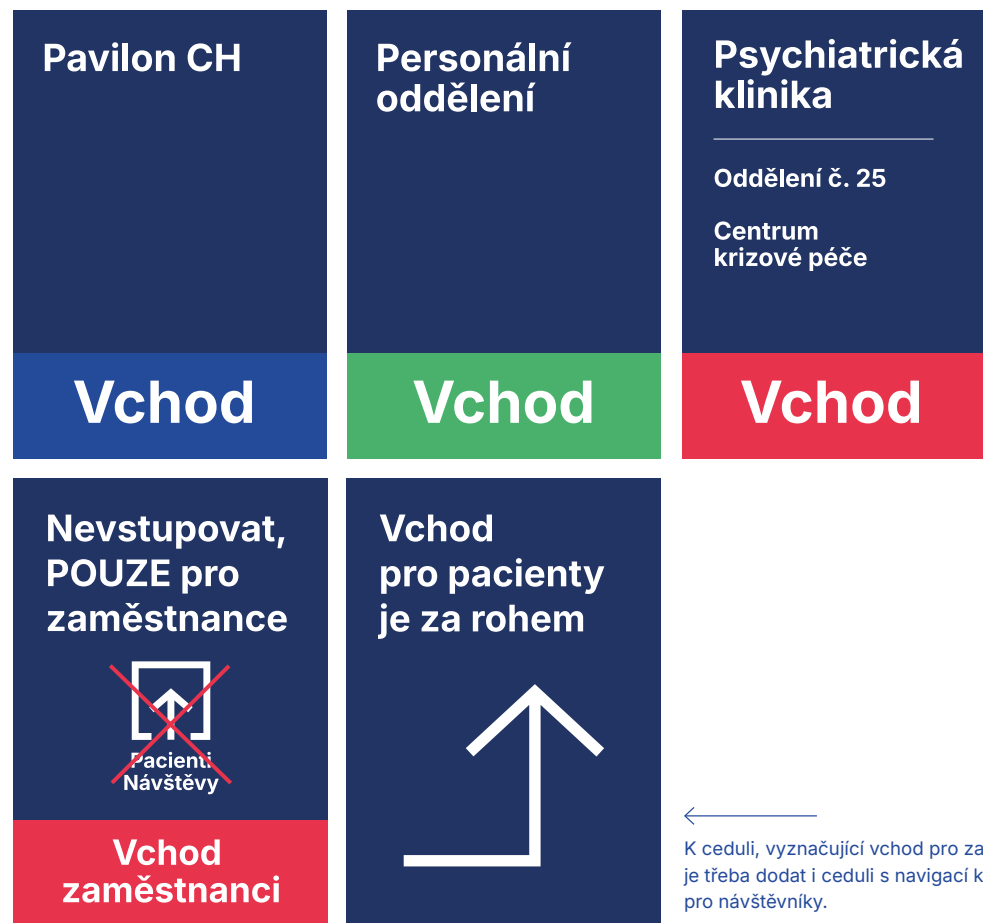 Pavilon CH
Vchod
Personální
oddělení
Vchod
Psychiatrická
klinika
Oddělení č. 25
Centrum
krizové péče
Vchod
Nevstupovat,
POUZE pro
zaměstnance
Pacienti
Návštěvy
Vchod
zaměstnanci
Vchod
pro pacienty
je za rohem
K ceduli, vyznačující vchod pro za
je třeba dodat i ceduli s navigací k
pro návštěvníky.